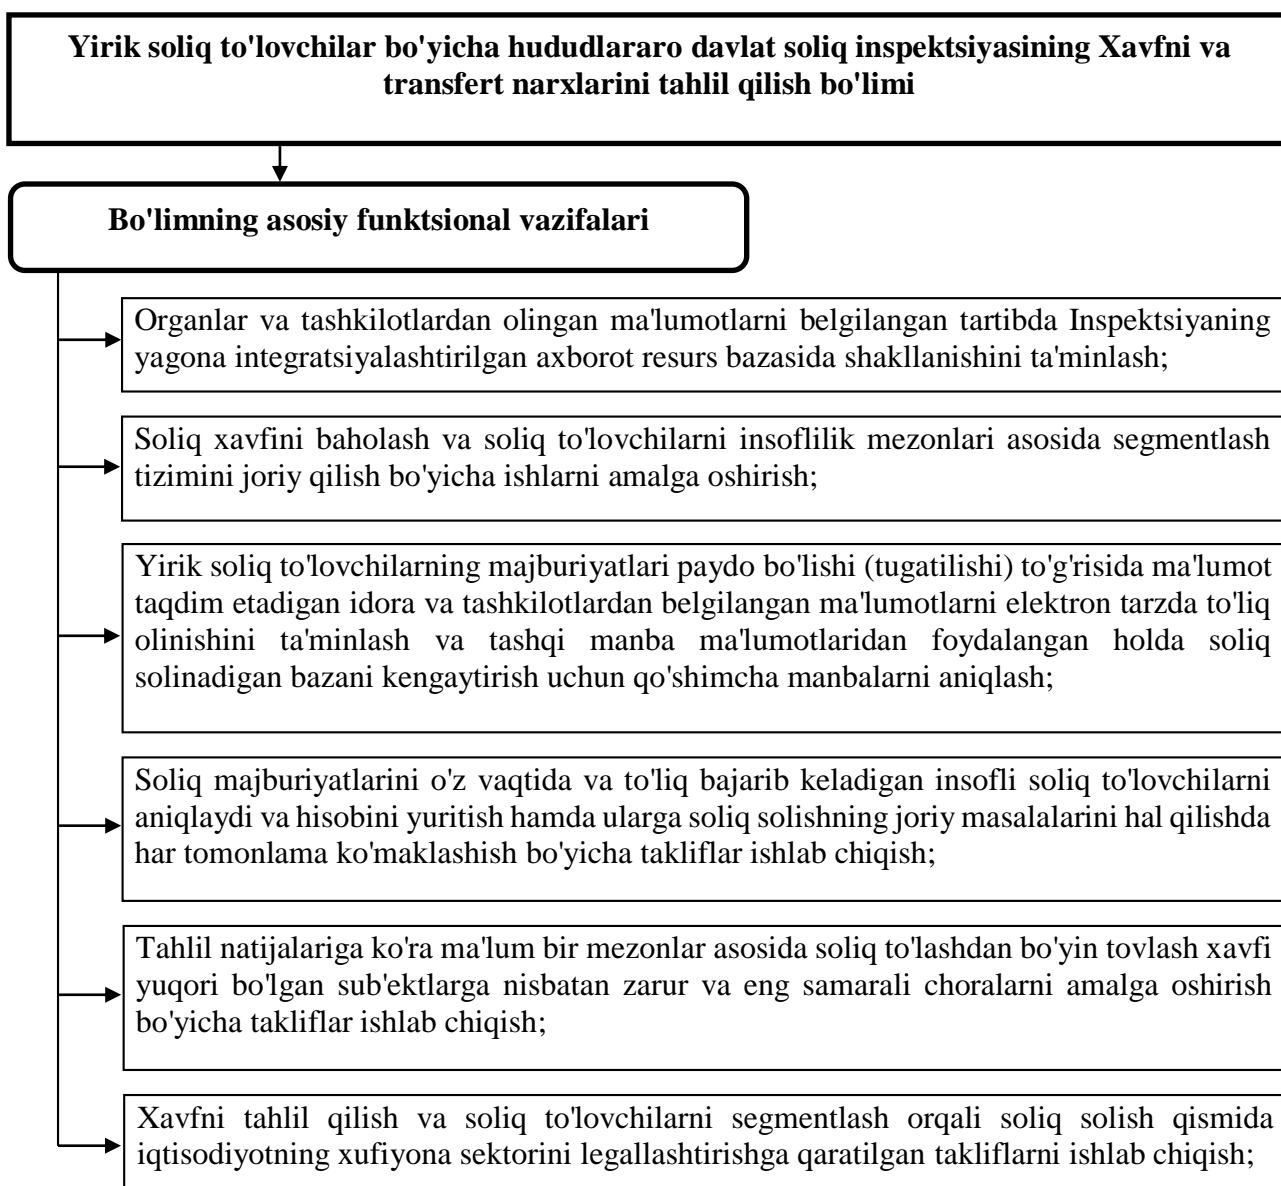 Yirik soliq to'lovchilar bo'yicha hududlararo davlat soliq inspektsiyasining Xavfni va
transfert narxlarini tahlil qilish bo'limi
Bo'limning asosiy funktsional vazifalari
Organlar va tashkilotlardan olingan ma'lumotlarni belgilangan tartibda Inspektsiyaning
yagona integratsiyalashtirilgan axborot resurs bazasida shakllanishini ta'minlash;
Soliq xavfini baholash va soliq to'lovchilarni insoflilik mezonlari asosida segmentlash
tizimini joriy qilish bo'yicha ishlarni amalga oshirish;
Yirik soliq to'lovchilarning majburiyatlari paydo bo'lishi (tugatilishi) to'g'risida ma'lumot
taqdim etadigan idora va tashkilotlardan belgilangan ma'lumotlarni elektron tarzda to'liq
olinishini ta'minlash va tashqi manba ma'lumotlaridan foydalangan holda soliq
solinadigan bazani kengaytirish uchun qo'shimcha manbalarni aniqlash;
Soliq majburiyatlarini o'z vaqtida va to'liq bajarib keladigan insofli soliq to'lovchilarni
aniqlaydi va hisobini yuritish hamda ularga soliq solishning joriy masalalarini hal qilishda
har tomonlama ko'maklashish bo'yicha takliflar ishlab chiqish;
Tahlil natijalariga ko'ra ma'lum bir mezonlar asosida soliq to'lashdan bo'yin tovlash xavfi
yuqori bo'lgan sub'ektlarga nisbatan zarur va eng samarali choralarni amalga oshirish
bo'yicha takliflar ishlab chiqish;
Xavfni tahlil qilish va soliq to'lovchilarni segmentlash orqali soliq solish qismida
iqtisodiyotning xufiyona sektorini legallashtirishga qaratilgan takliflarni ishlab chiqish;